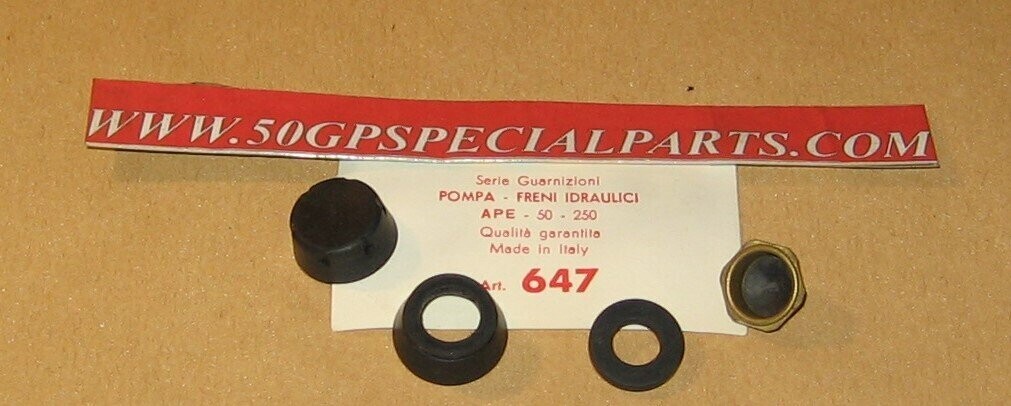 WWW.50GPSPECIALPARTS.COM
Serie Guarnizioni
POMPA - FRENI IDRAULICI
APE - 50 - 250
Qualità garantita
Made in Italy
Art. 647